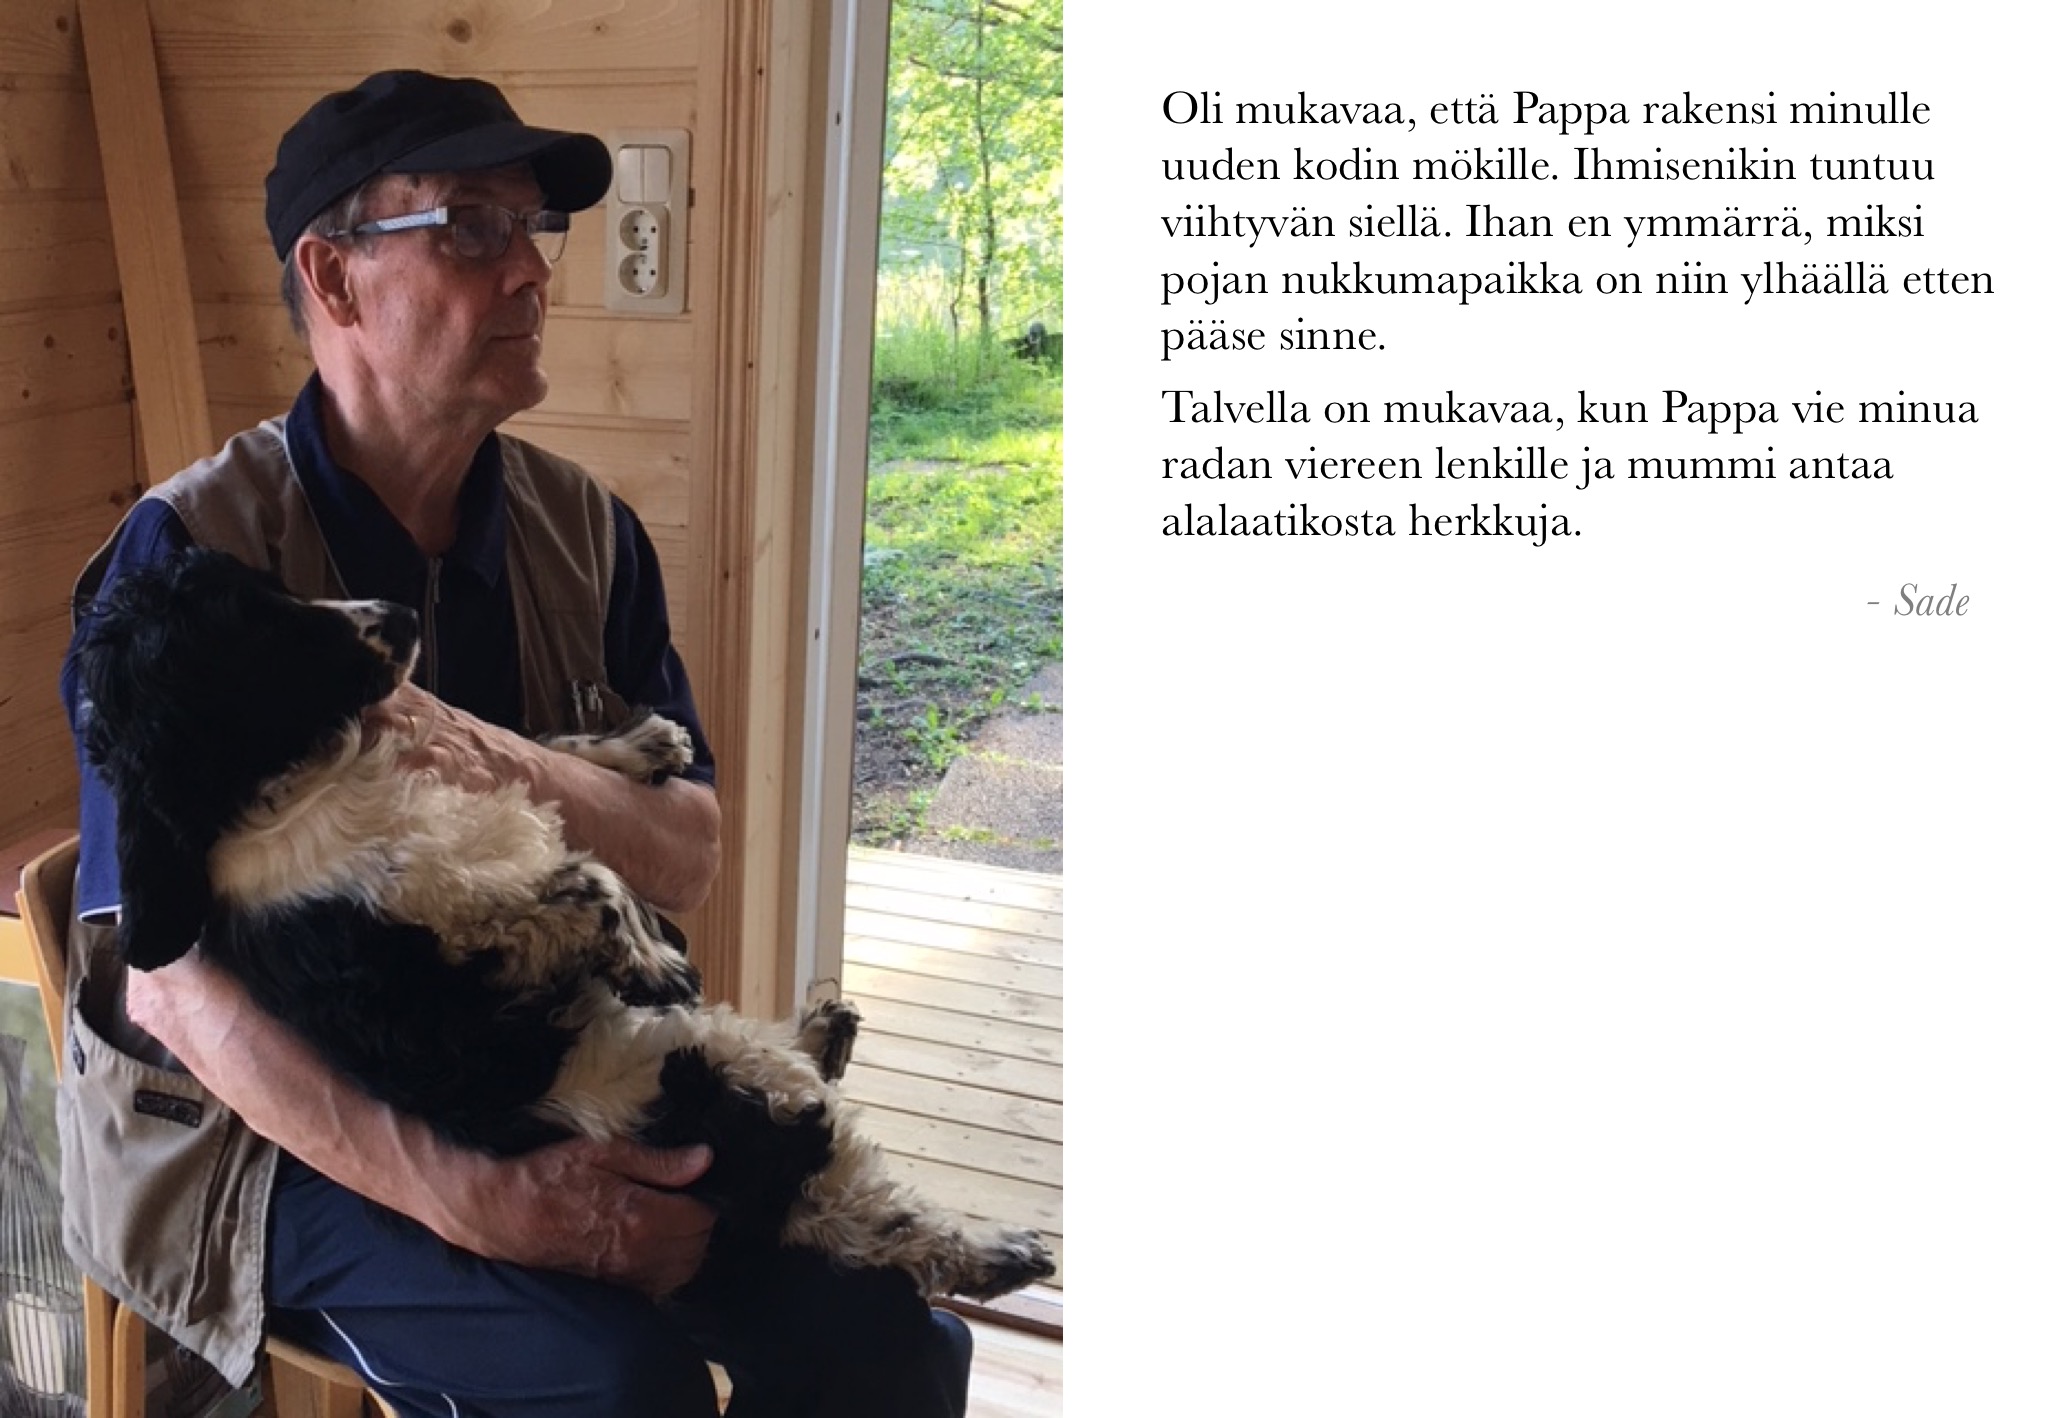 Oli mukavaa, että Pappa rakensi minulle
uuden kodin mökille. Ihmisenikin tuntuu
viihtyvän siellä. Ihan en ymmärrä, miksi
pojan nukkumapaikka on niin ylhäällä etten
pääse sinne.
Talvella on mukavaa, kun Pappa vie minua
radan viereen lenkille ja mummi antaa
alalaatikosta herkkuja.
- Sade